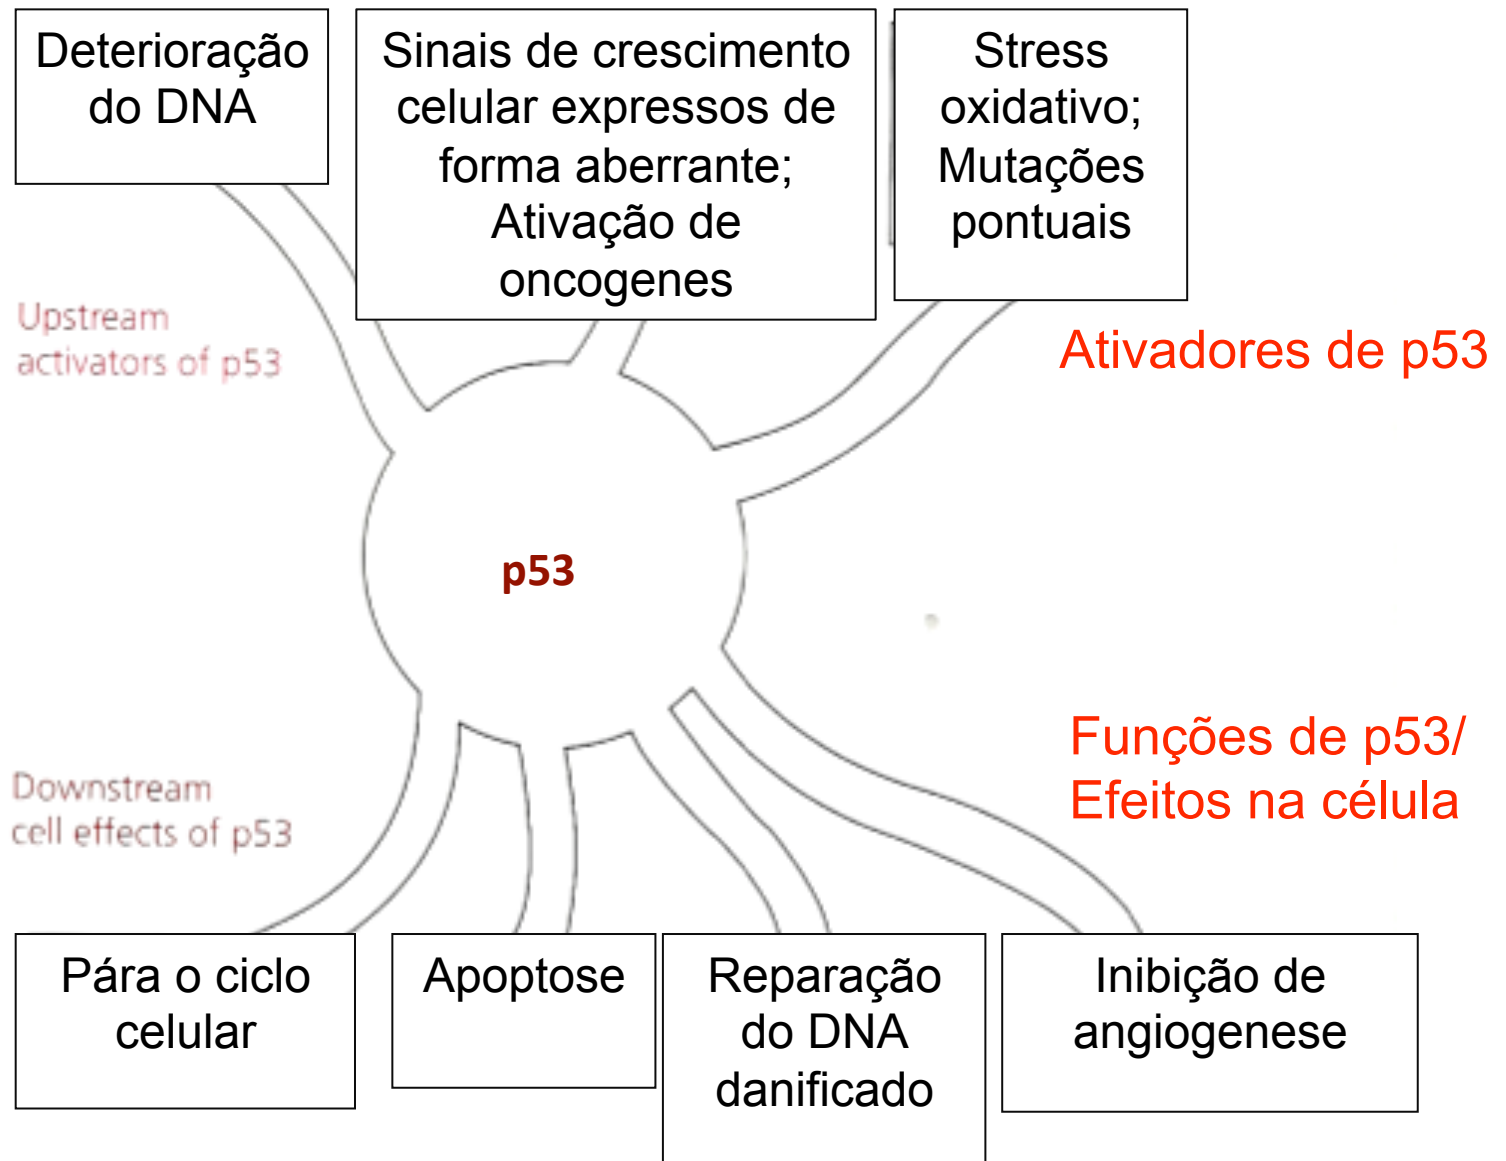 Deterioração
do DNA
Sinais de crescimento
celular expressos de
forma aberrante;
Ativação de
oncogenes
Stress
oxidativo;
Mutações
pontuais
Upstream
activators of p53
Ativadores de p53
p53
Funções de p53/
Efeitos na célula
Downstream
cell effects of p53
Pára o ciclo
celular
Apoptose
Reparação
do DNA
danificado
Inibição de
angiogenese